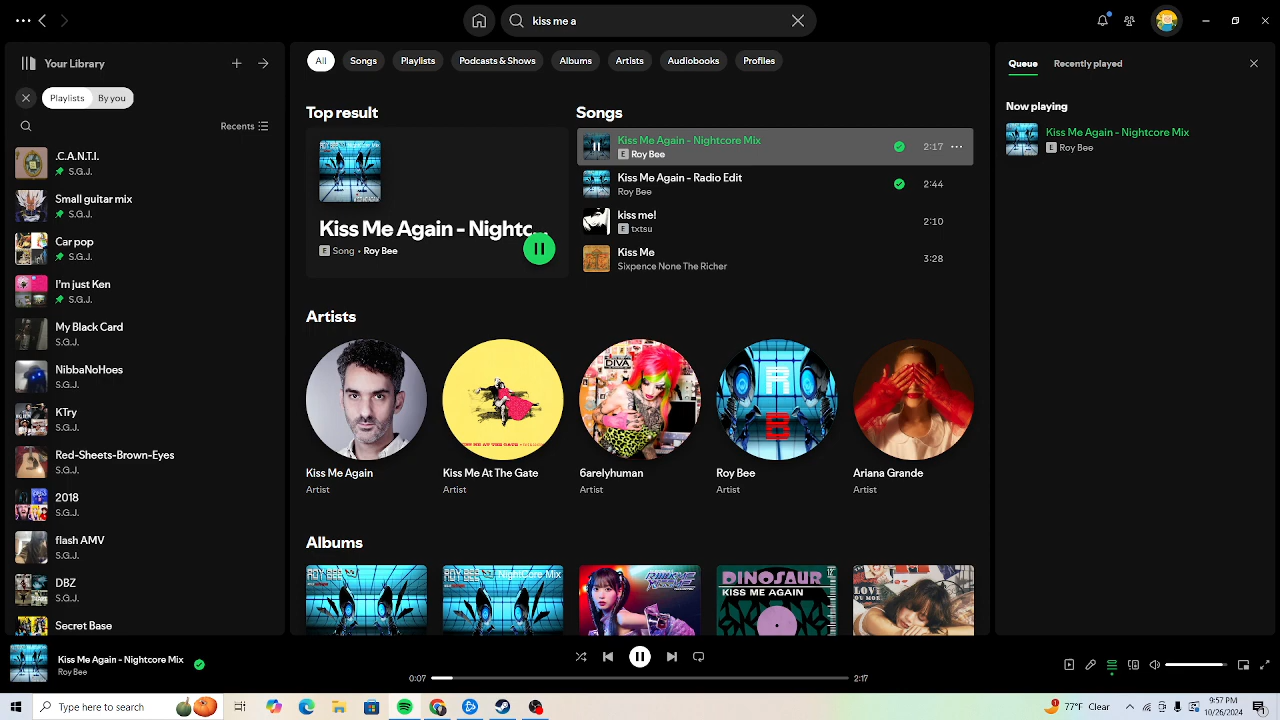 kiss me a
Your Library
Playlists
By you
Recents
.C.A.N.T.I.
S.G.J.
Small guitar mix
S.G.J.
Car pop
S.G.J.
I'm just Ken
S.G.J.
My Black Card
S.G.J.
NibbaNoHoes
S.G.J.
KTry
S.G.J.
Red-Sheets-Brown-Eyes
S.G.J.
2018
S.G.J.
flash AMV
S.G.J.
DBZ
S.G.J.
Secret Base
All
Songs
Playlists
Podcasts & Shows
Albums
Artists
Audiobooks
Profiles
Top result
Kiss Me Again - Nightc...
E Song • Roy Bee
Songs
Kiss Me Again - Nightcore Mix
E Roy Bee
2:17
Kiss Me Again - Radio Edit
Roy Bee
2:44
kiss me!
E txtsu
2:10
Kiss Me
Sixpence None The Richer
3:28
Artists
DIVA
R
B
Kiss Me Again
Artist
Kiss Me At The Gate
Artist
6arelyhuman
Artist
Roy Bee
Artist
Ariana Grande
Artist
Albums
ROY BEE
ROY BEE NightCore Mix
DINOSAUR
KISS ME AGAIN
Queue
Recently played
Now playing
Kiss Me Again - Nightcore Mix
E Roy Bee
Kiss Me Again - Nightcore Mix
Roy Bee
0:07
2:17
Type here to search
77°F Clear
9:57 PM
10/26/2024